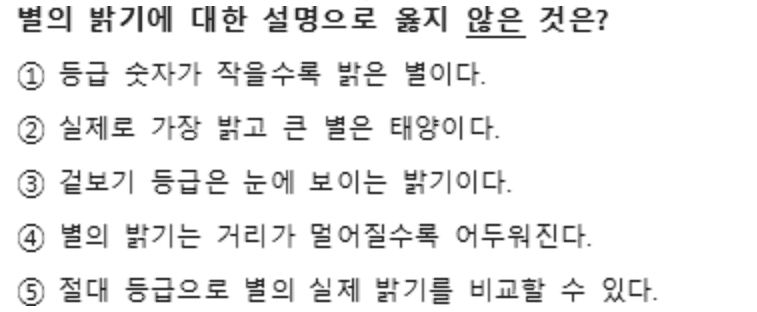 별의 밝기에 대한 설명으로 옳지 않은 것은?
① 등급 숫자가 작을수록 밝은 별이다.
② 실제로 가장 밝고 큰 별은 태양이다.
③ 겉보기 등급은 눈에 보이는 밝기이다.
④ 별의 밝기는 거리가 멀어질수록 어두워진다.
⑤ 절대 등급으로 별의 실제 밝기를 비교할 수 있다.